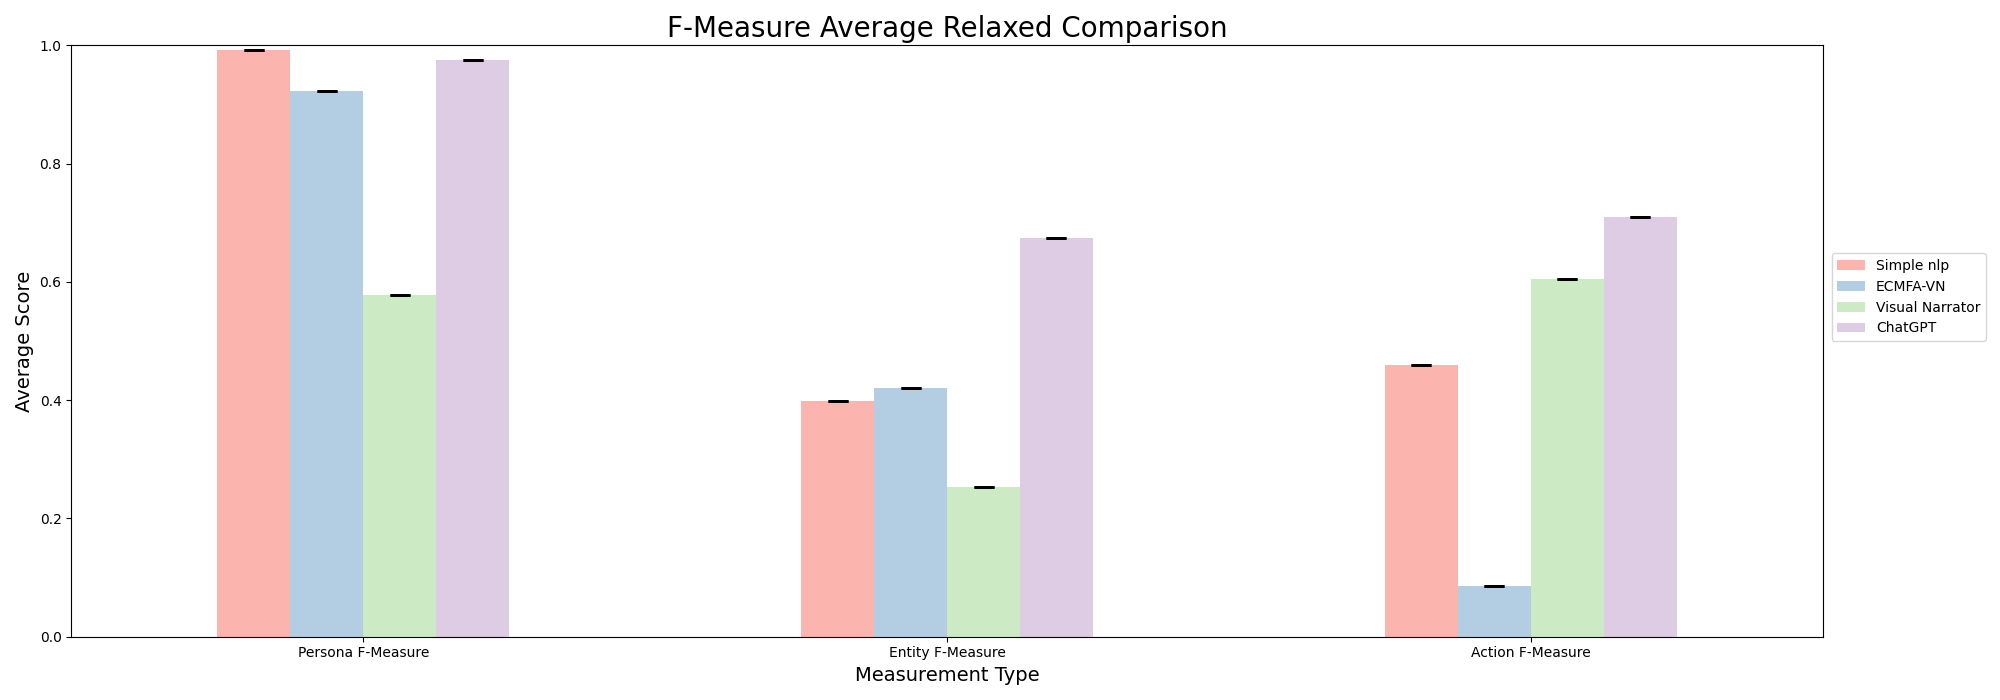 F-Measure Average Relaxed Comparison
Average Score
1.0
0.8
0.6
0.4
0.2
0.0
Persona F-Measure
Entity F-Measure
Action F-Measure
Measurement Type
Simple nlp
ECMFA-VN
Visual Narrator
ChatGPT